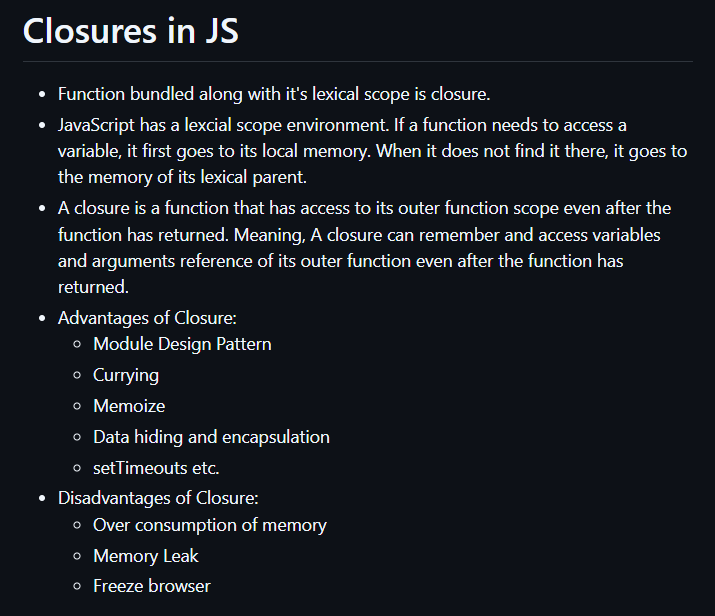 Closures in JS
Function bundled along with it's lexical scope is closure.
JavaScript has a lexcial scope environment. If a function needs to access a
variable, it first goes to its local memory. When it does not find it there, it goes to
the memory of its lexical parent.
A closure is a function that has access to its outer function scope even after the
function has returned. Meaning, A closure can remember and access variables
and arguments reference of its outer function even after the function has
returned.
Advantages of Closure:
Module Design Pattern
Currying
Memoize
Data hiding and encapsulation
setTimeouts etc.
Disadvantages of Closure:
Over consumption of memory
Memory Leak
Freeze browser